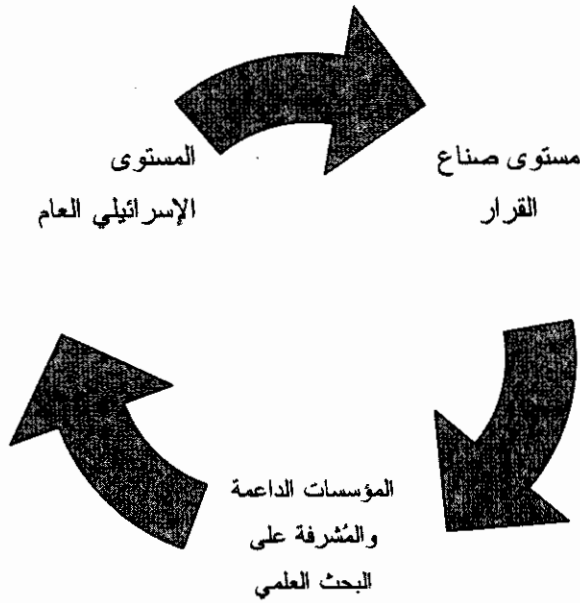 مستوى صناع
القرار
المستوى
الإسرائيلي العام
المؤسسات الداعمة
والمُشرفة على
البحث العلمي